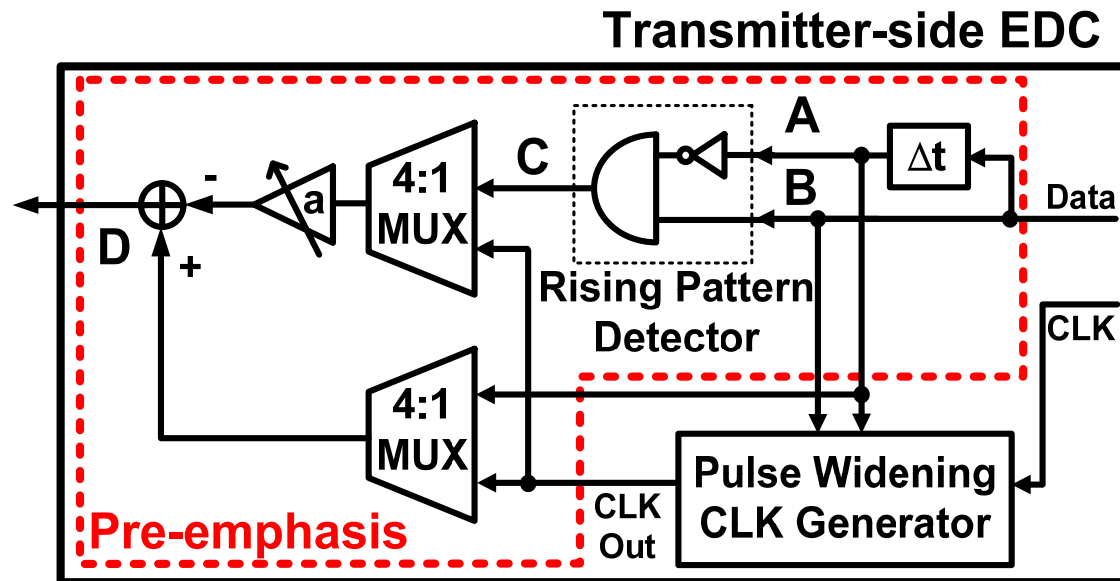 Transmitter-side EDC
A
Δt
C
4:1
MUX
B
Data
-
a
D
+
Rising Pattern
Detector
CLK
4:1
MUX
Pulse Widening
CLK Generator
CLK
Out
Pre-emphasis